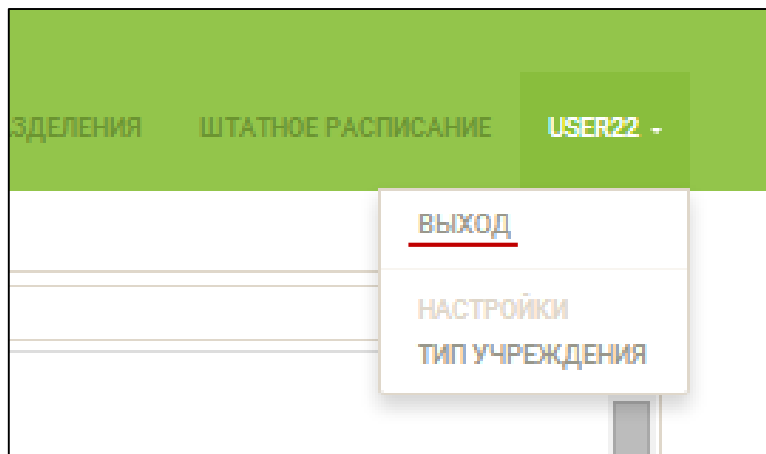 ЗДЕЛЕНИЯ ШТАТНОЕ РАСПИСАНИЕ USER22
ВЫХОД
НАСТРОЙКИ
ТИП УЧРЕЖДЕНИЯ